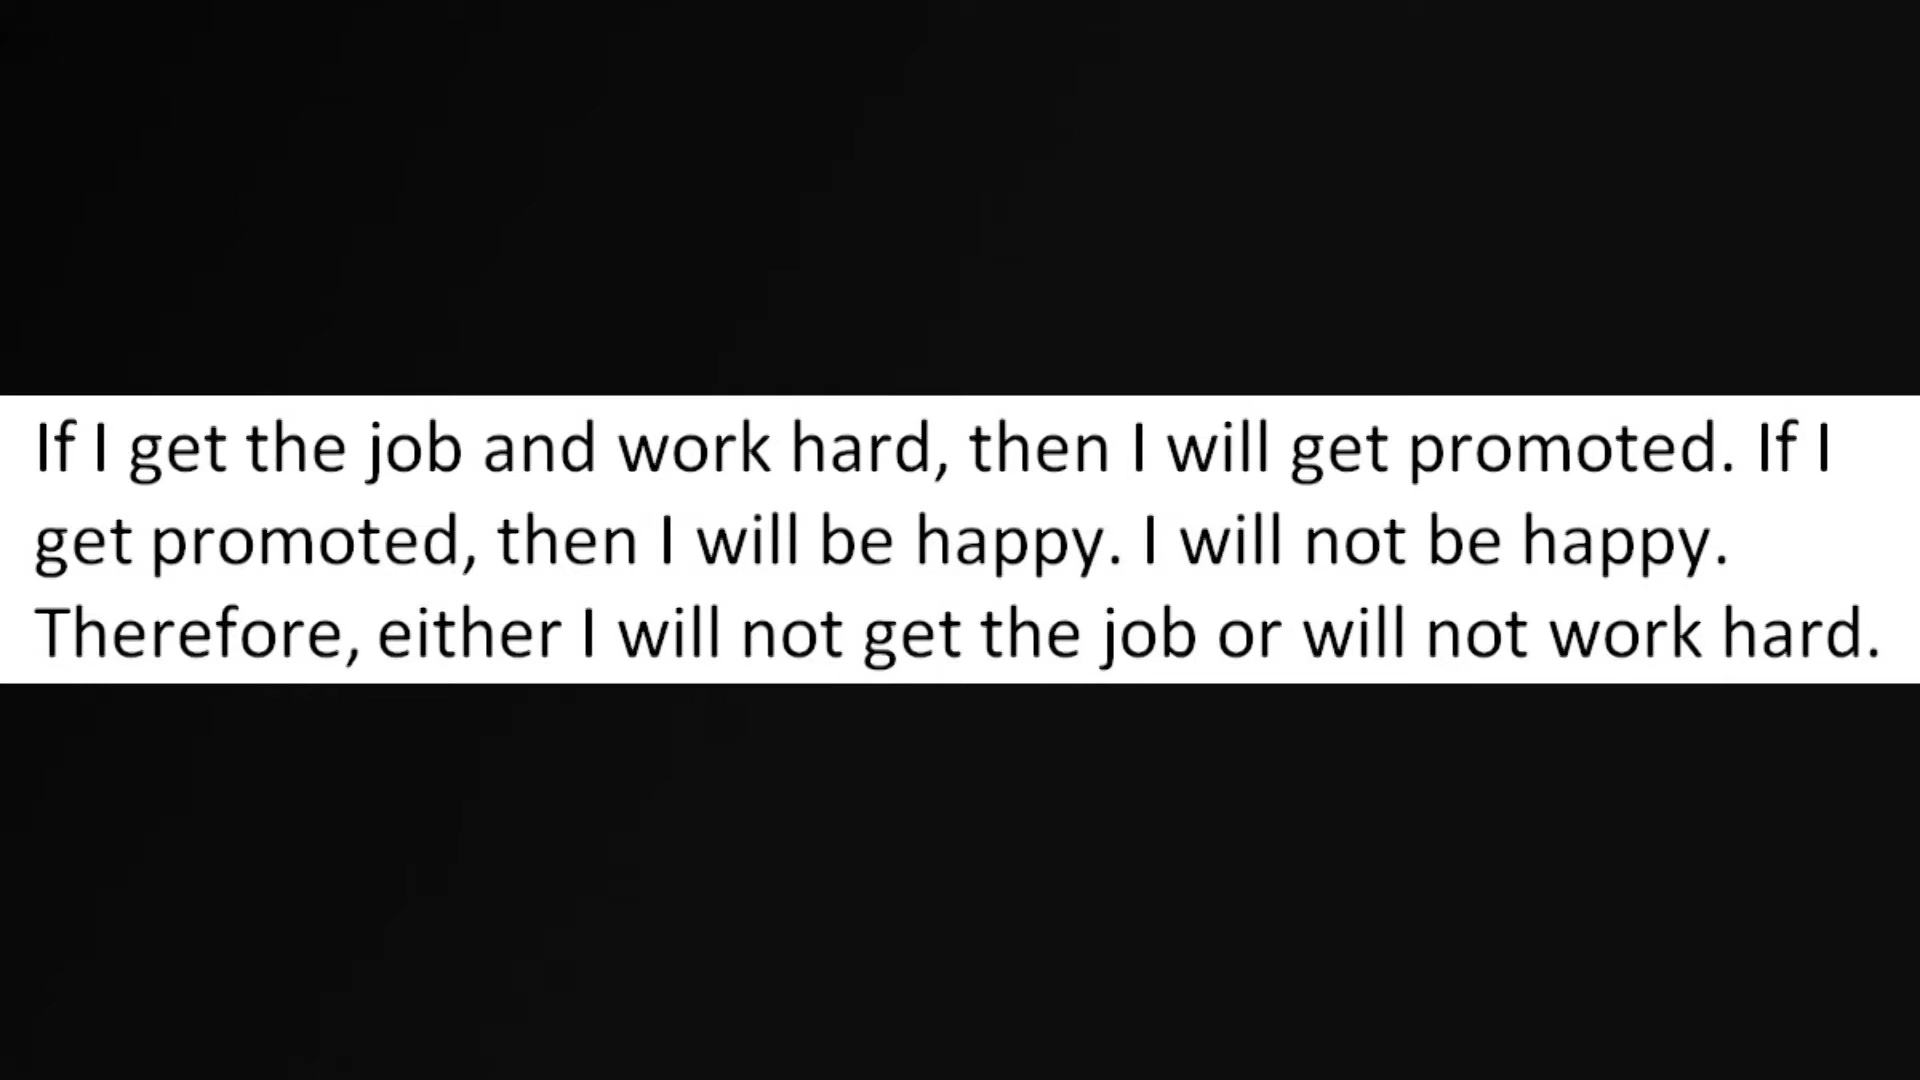 If I get the job and work hard, then I will get promoted. If I
get promoted, then I will be happy. I will not be happy.
Therefore, either I will not get the job or will not work hard.